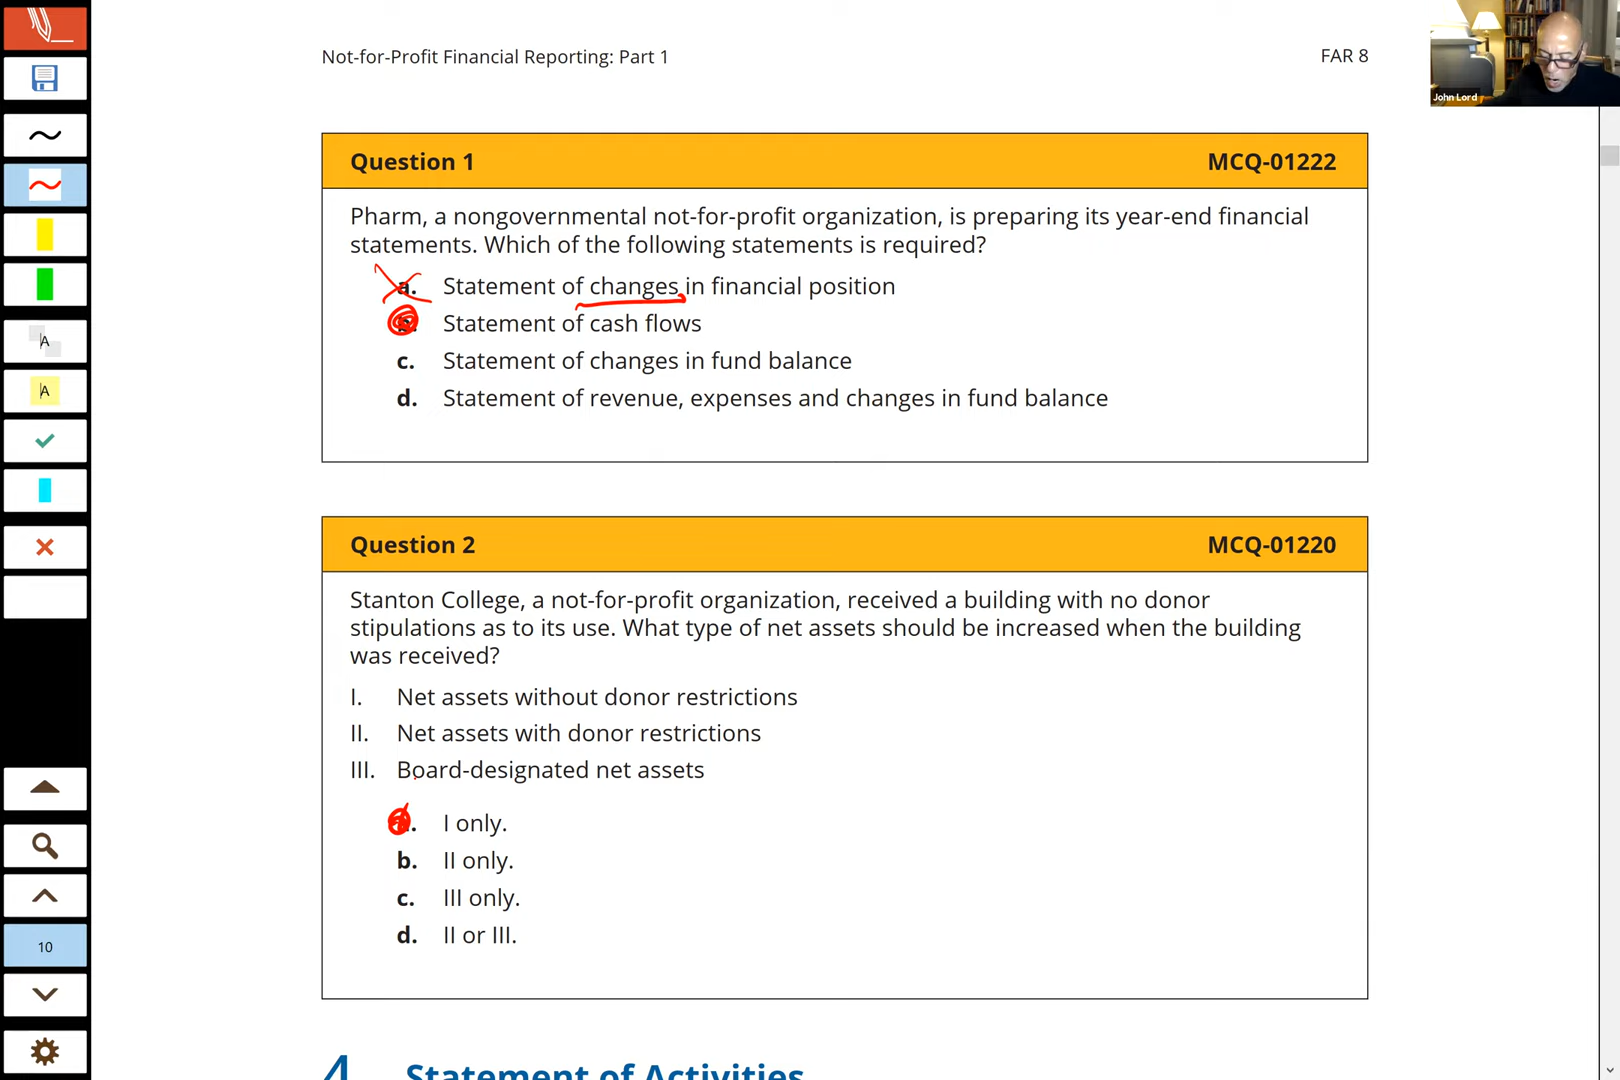 Not-for-Profit Financial Reporting: Part 1
FAR 8
John Lord
Question 1
MCQ-01222
Pharm, a nongovernmental not-for-profit organization, is preparing its year-end financial
statements. Which of the following statements is required?
a. Statement of changes in financial position
Statement of cash flows
c. Statement of changes in fund balance
d. Statement of revenue, expenses and changes in fund balance
Question 2
MCQ-01220
Stanton College, a not-for-profit organization, received a building with no donor
stipulations as to its use. What type of net assets should be increased when the building
was received?
I. Net assets without donor restrictions
II. Net assets with donor restrictions
III. Board-designated net assets
I only.
b. II only.
c. III only.
d. II or III.
4 Statement of Activities
A
A
10